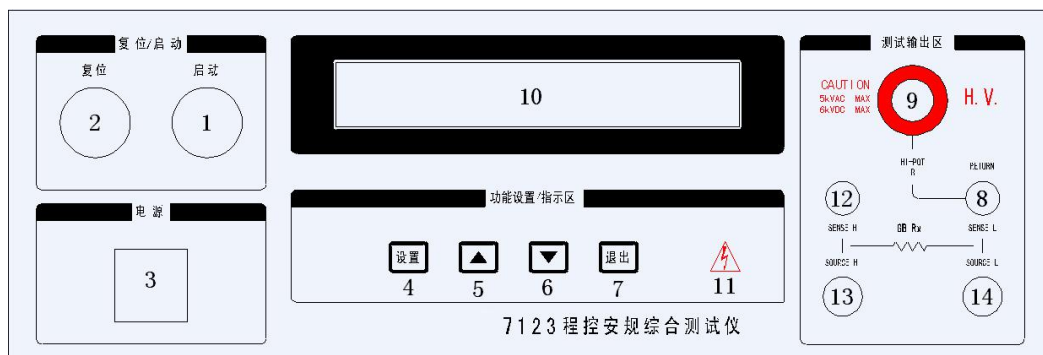 复位/启动
复位
启动
2
1
电 源
3
10
功能设置/指示区
设置
▲
▼
退出
4
5
6
7
11
7123程控安规综合测试仪
测试输出区
CAUTION
5kVAC MAX
6kVDC MAX
9
H.V.
HI-POT
R
RETURN
12
8
SENSE H
GB Rx
SENSE L
SOURCE H
SOURCE L
13
14